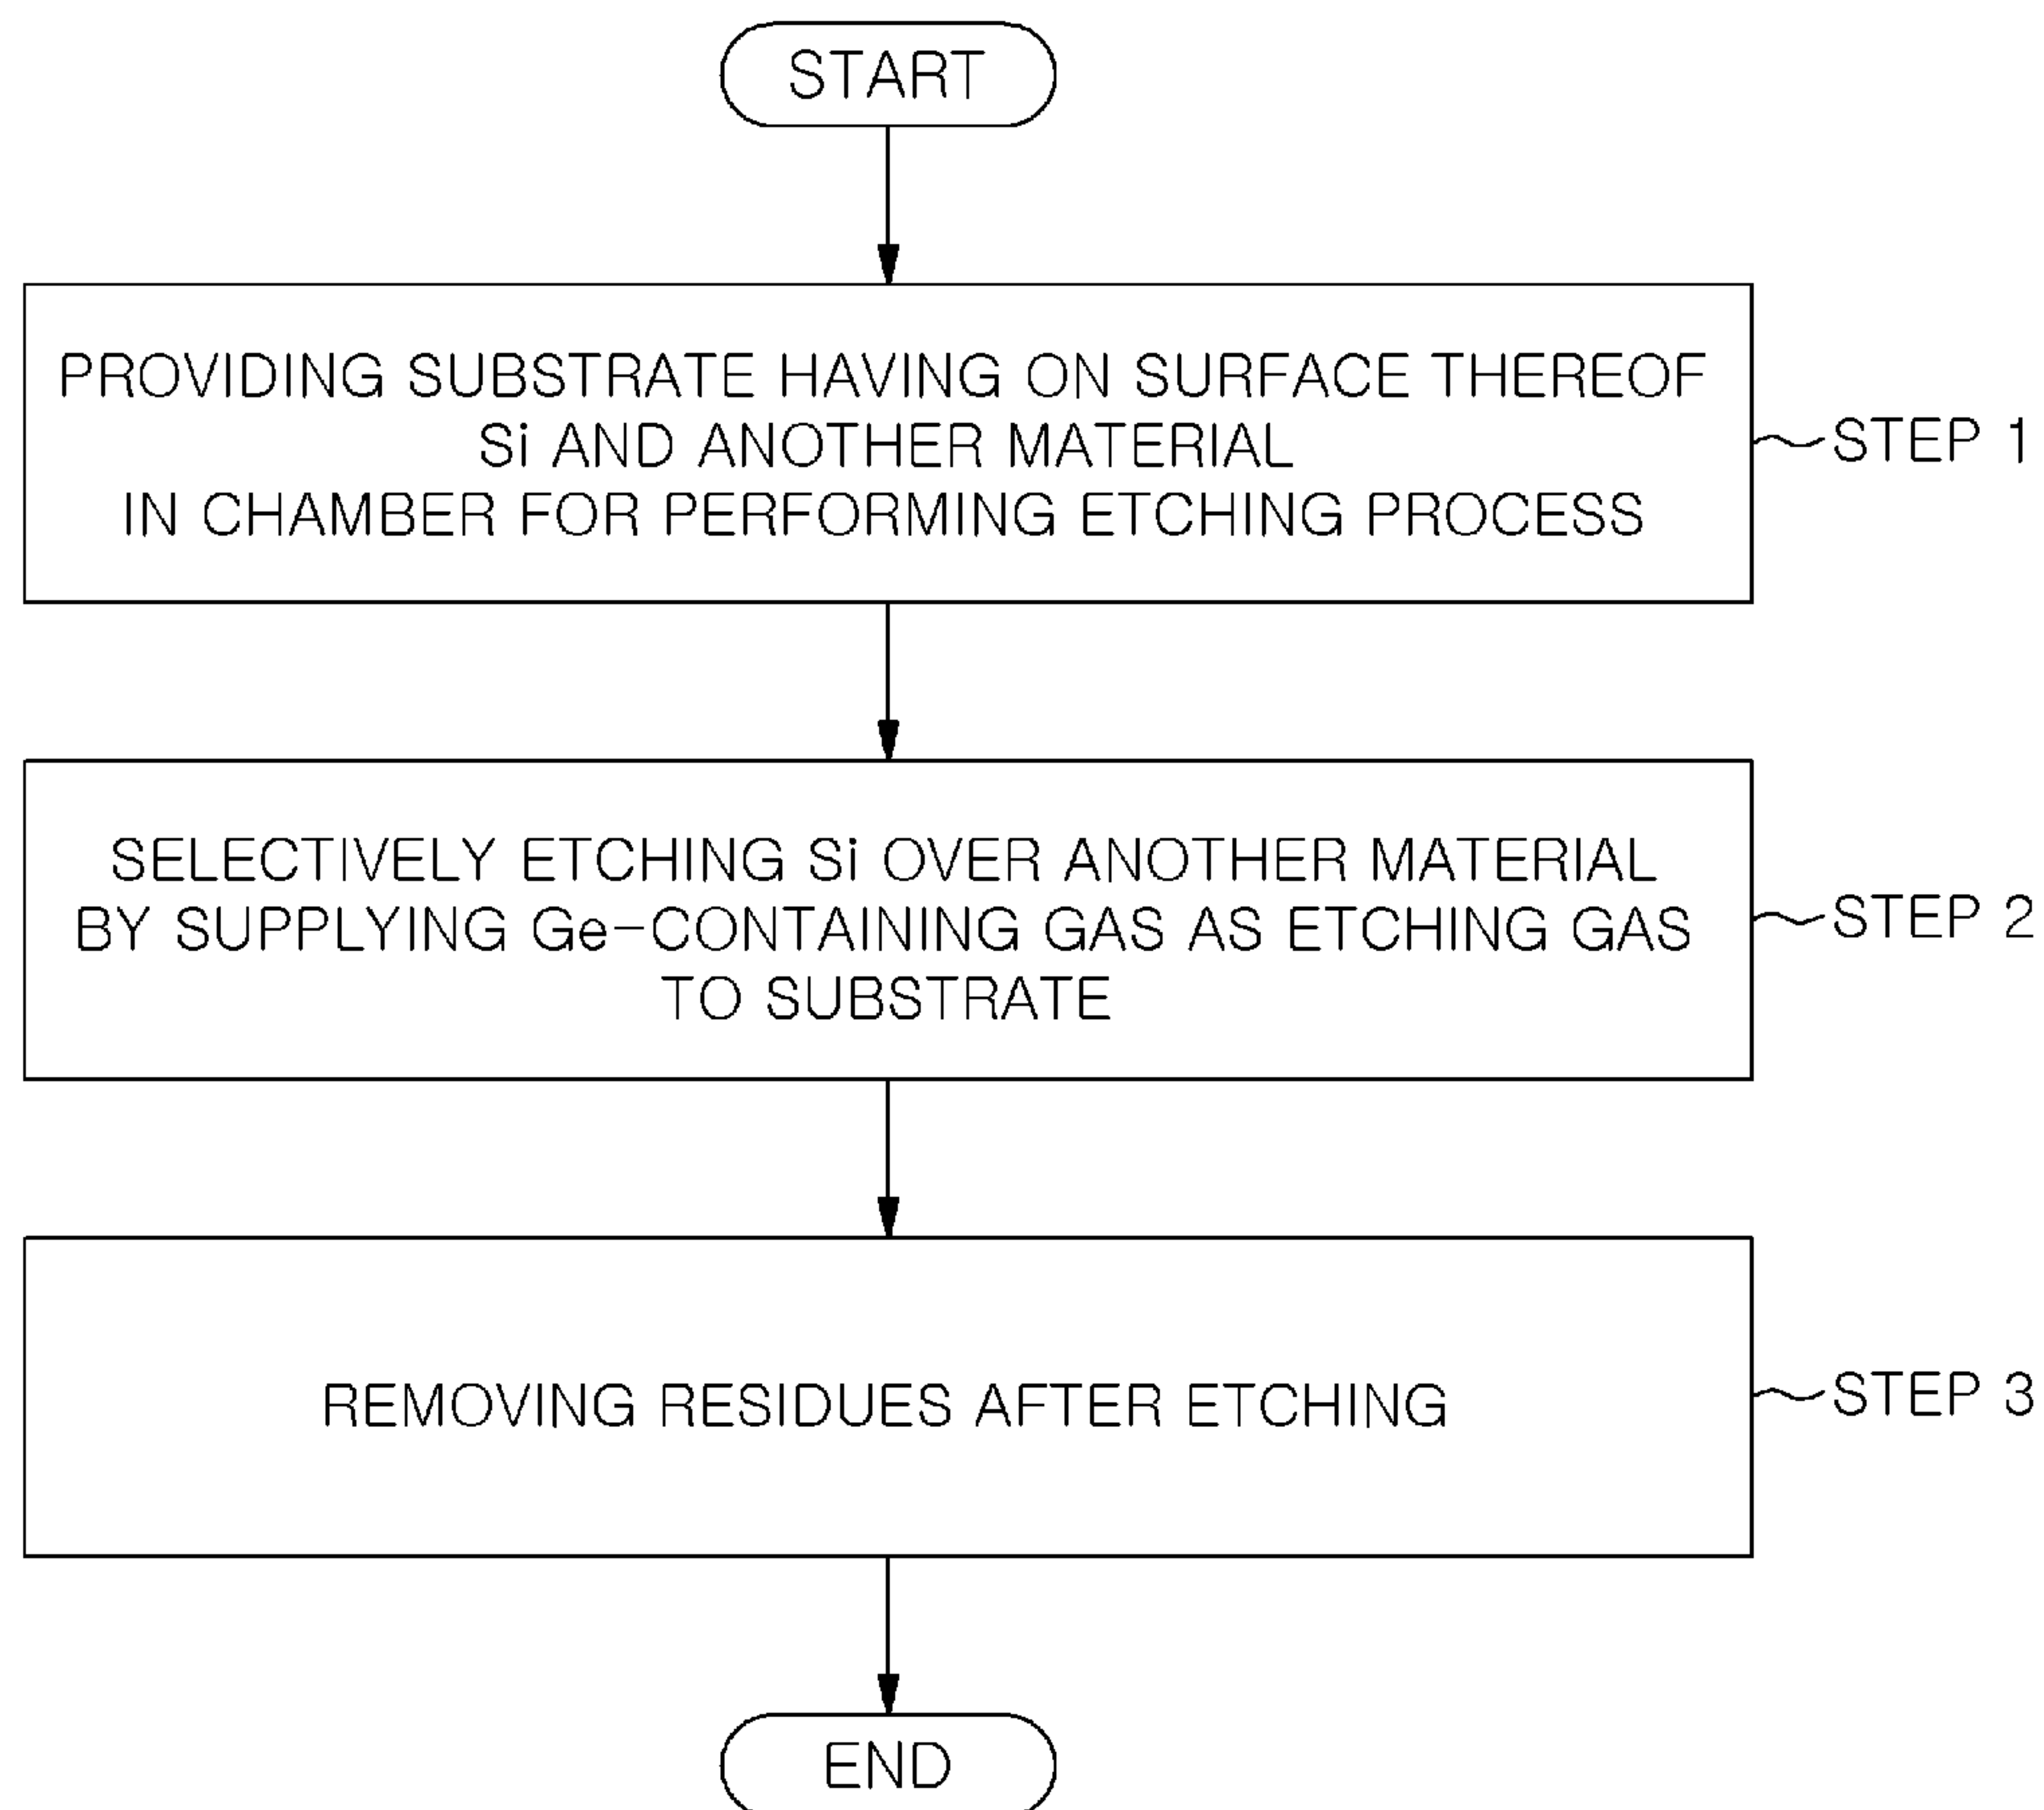 START
PROVIDING SUBSTRATE HAVING ON SURFACE THEREOF
Si AND ANOTHER MATERIAL
IN CHAMBER FOR PERFORMING ETCHING PROCESS
STEP 1
SELECTIVELY ETCHING Si OVER ANOTHER MATERIAL
BY SUPPLYING Ge-CONTAINING GAS AS ETCHING GAS
TO SUBSTRATE
STEP 2
REMOVING RESIDUES AFTER ETCHING
STEP 3
END